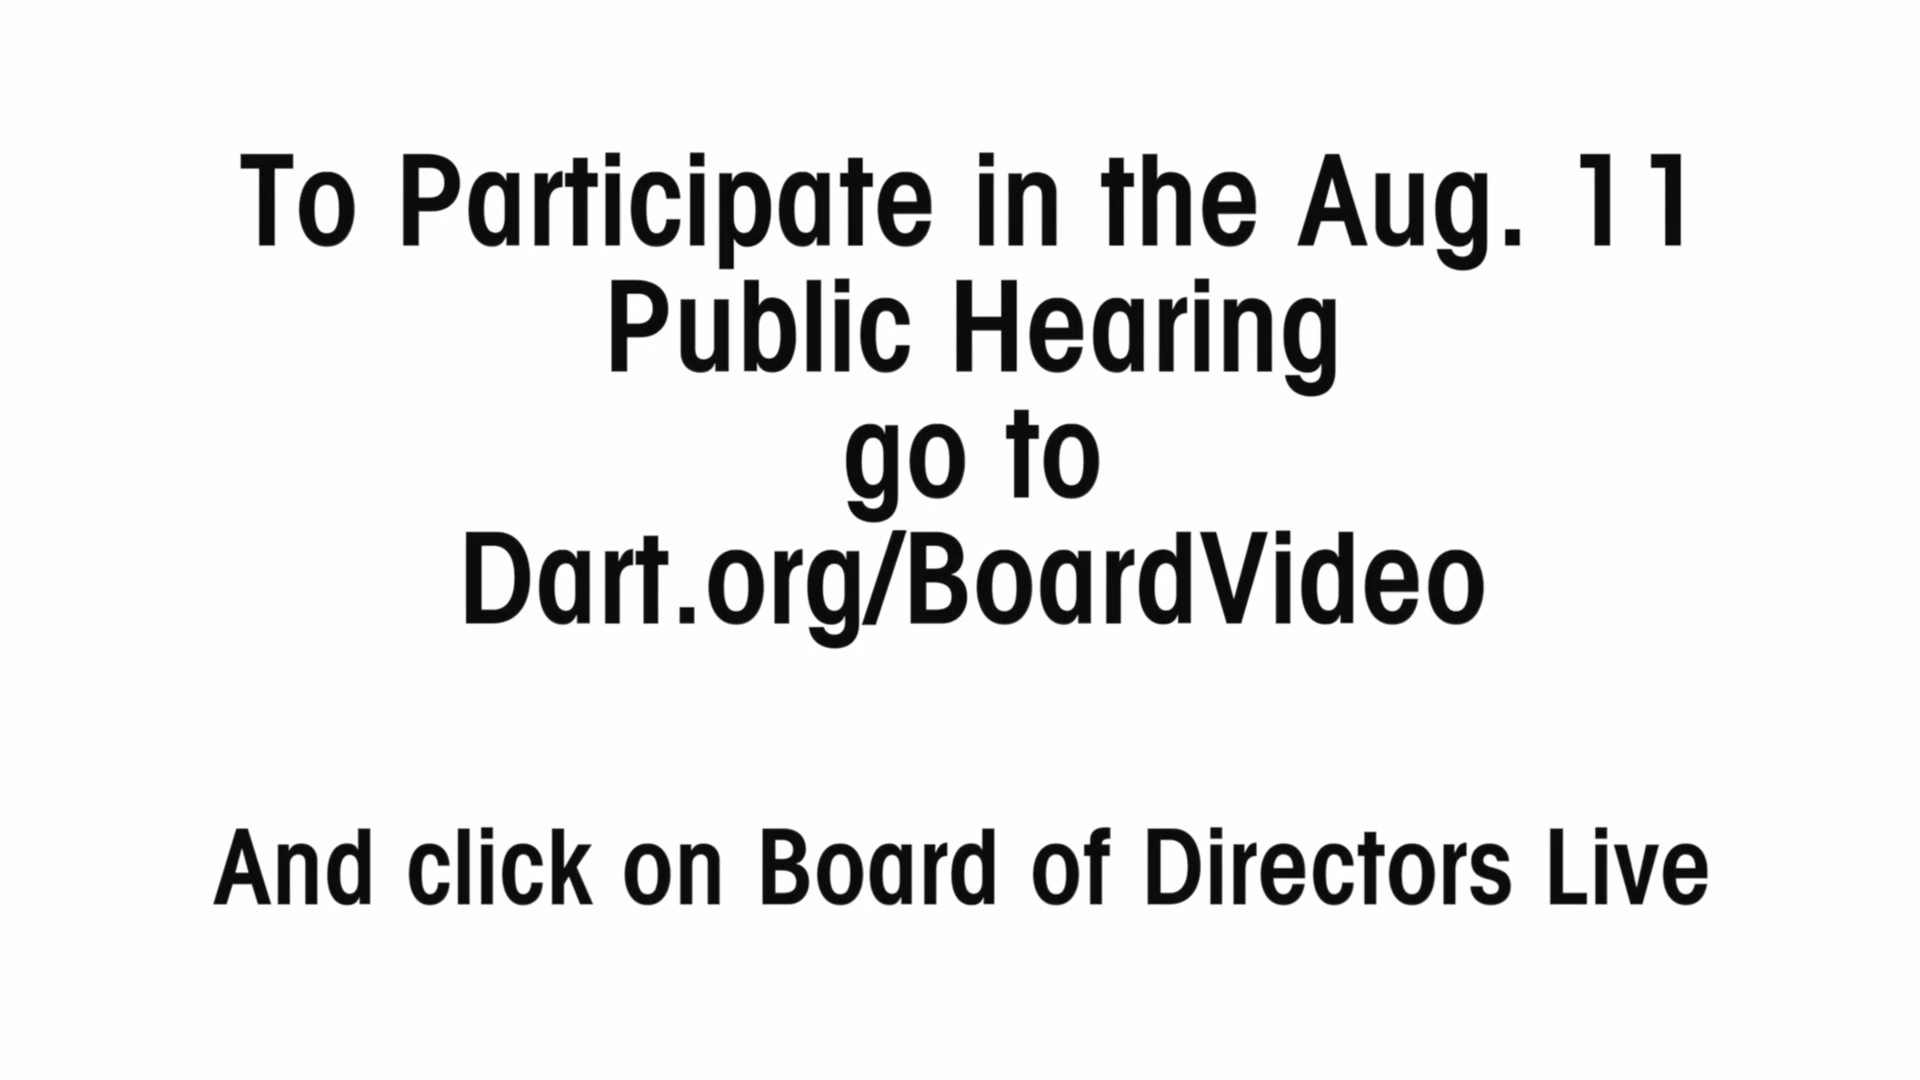 To Participate in the Aug. 11
Public Hearing
go to
Dart.org/BoardVideo
And click on Board of Directors Live